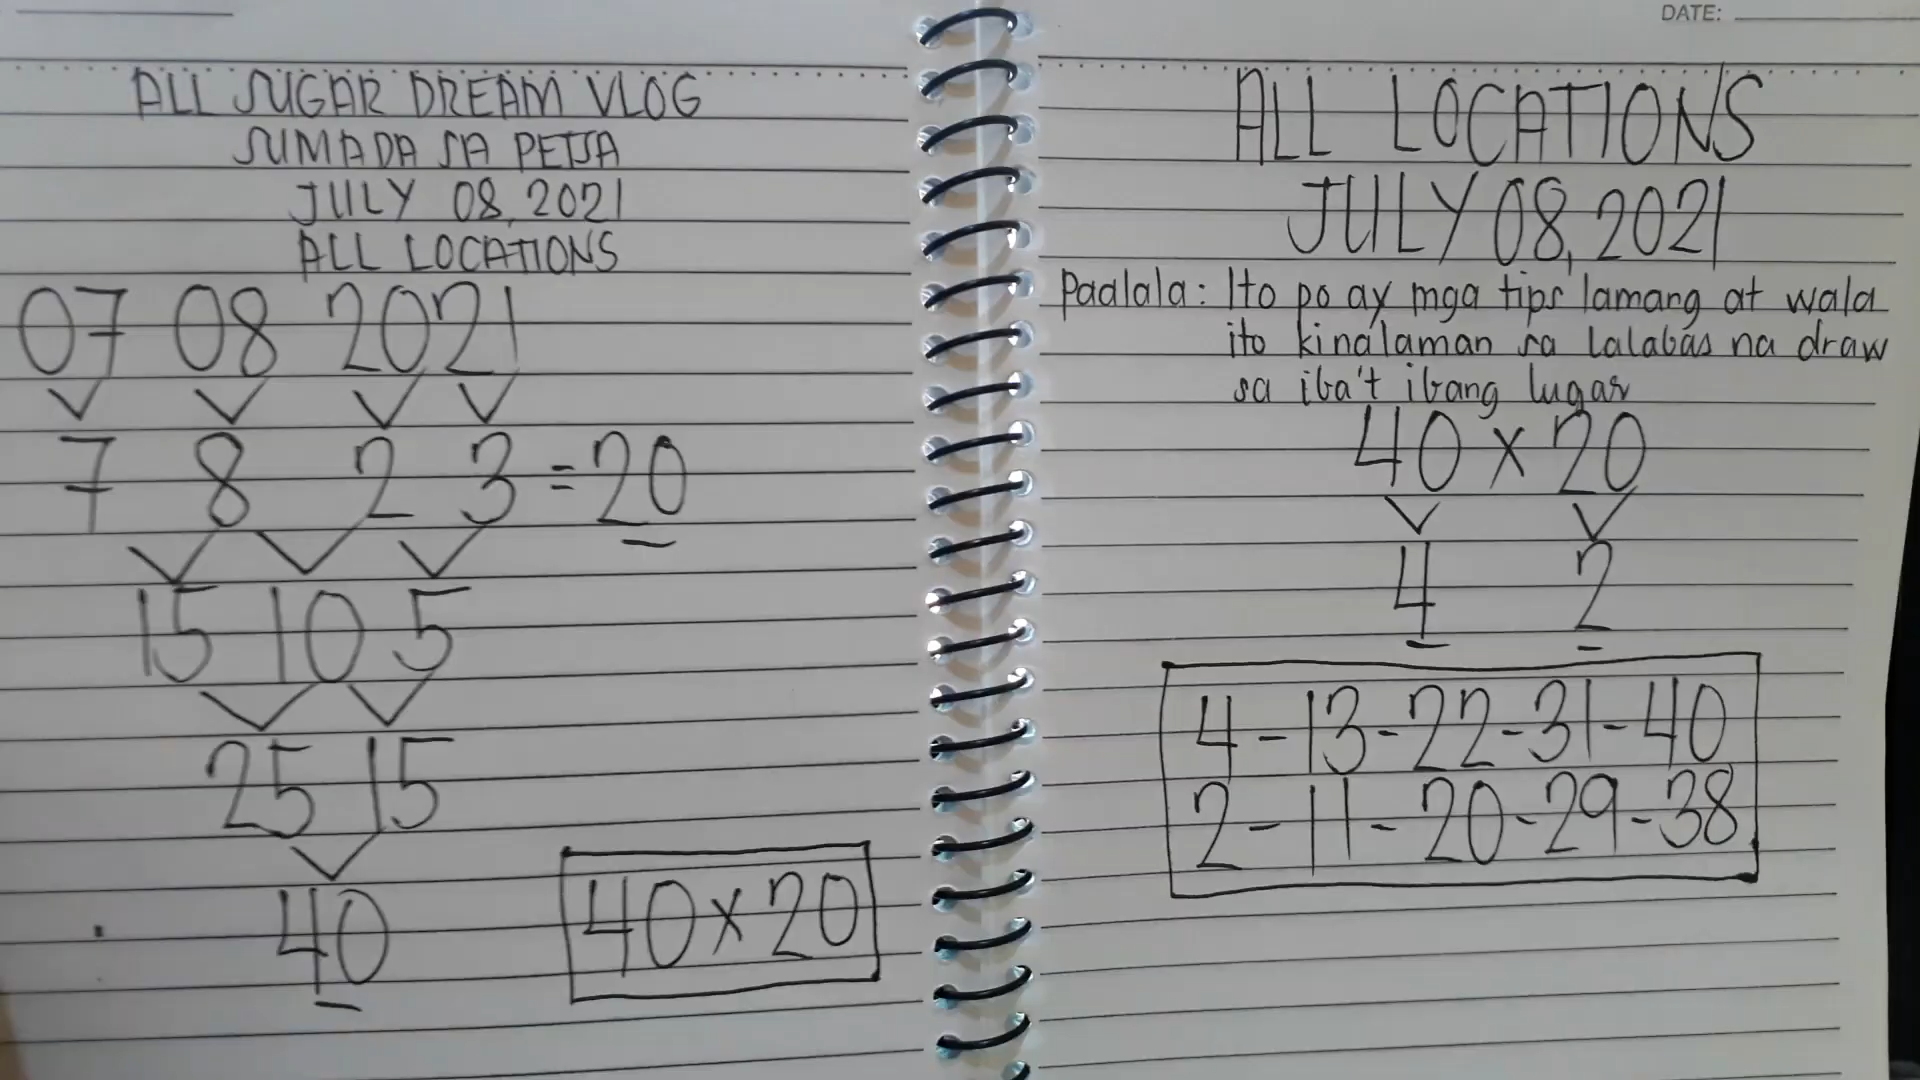 ALL SUGAR DREAM VLOG
SUMADA SA PETSA
JULY 08, 2021
ALL LOCATIONS
07 08 2021
7 8 2 3 = 20
15 10 5
25 15
40
40 x 20
DATE:
ALL LOCATIONS
JULY 08, 2021
Paalala: Ito po ay mga tips lamang at wala
ito kinalaman sa lalabas na draw
sa iba't ibang lugar
40 x 20
4 2
4-13-22-31-40
2-11-20-29-38